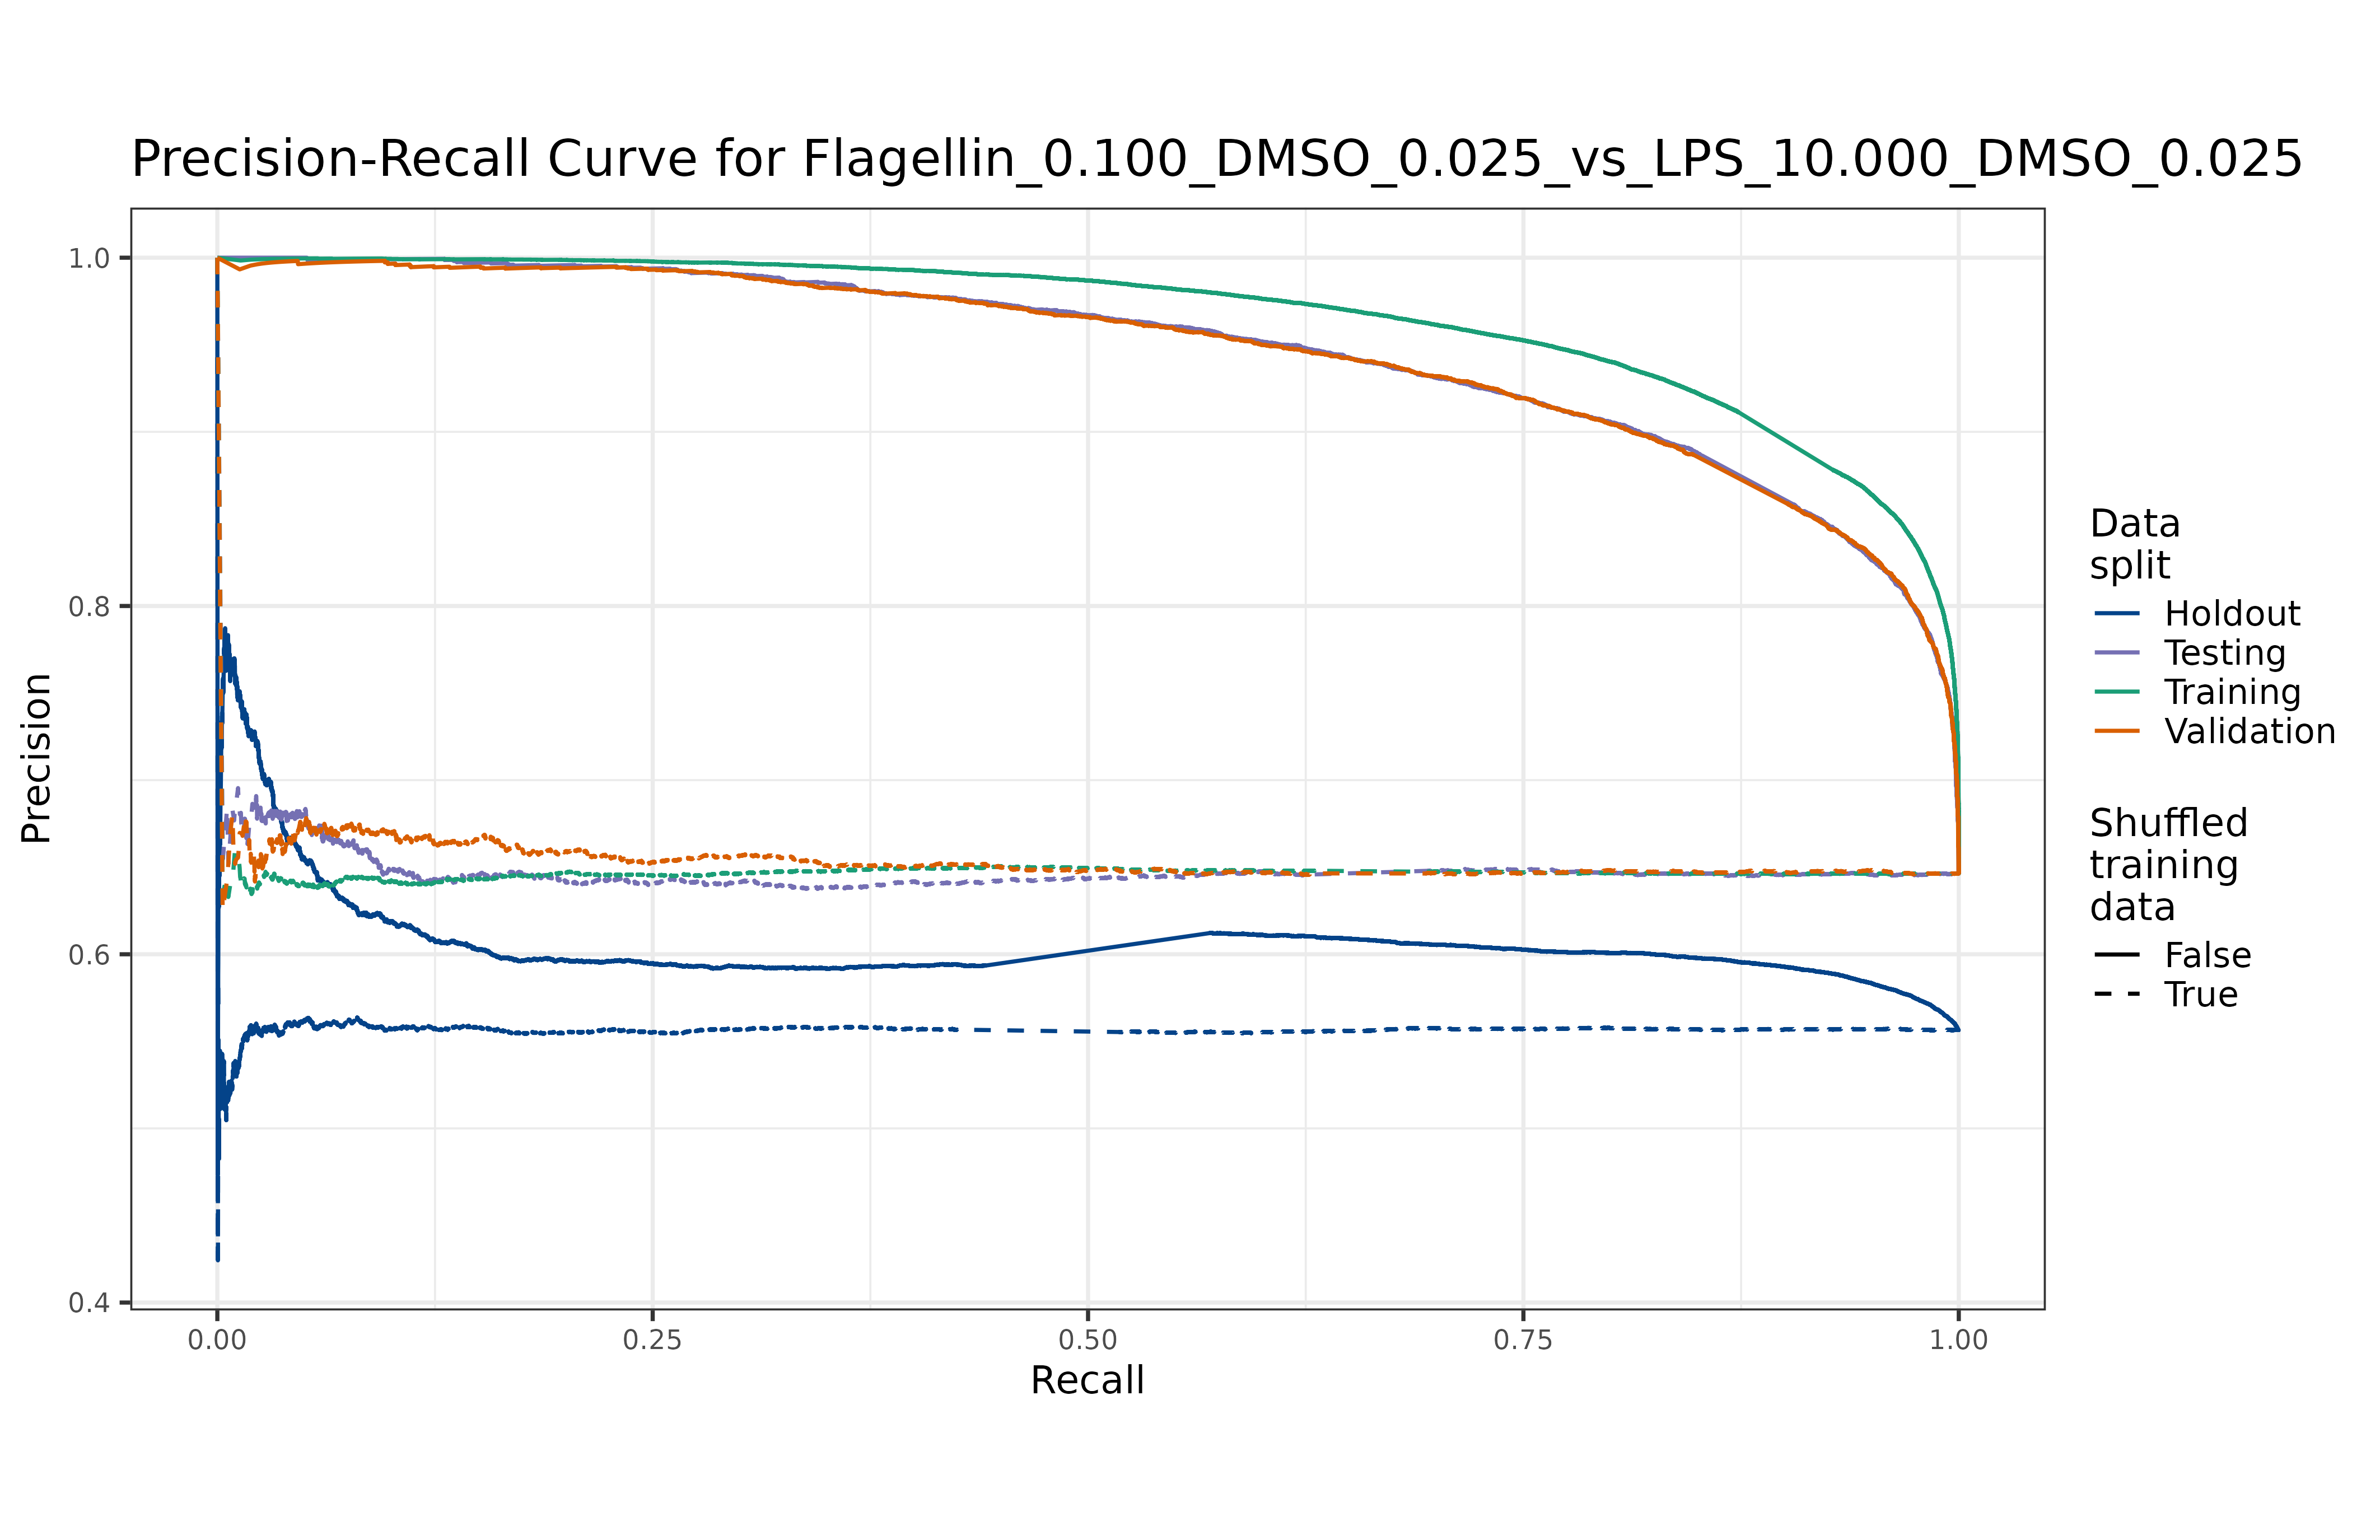 Precision-Recall Curve for Flagellin_0.100_DMSO_0.025_vs_LPS_10.000_DMSO_0.025
1.0
0.8
0.6
0.4
Precision
0.00
0.25
0.50
0.75
1.00
Recall
Data
split
Holdout
Testing
Training
Validation
Shuffled
training
data
False
True